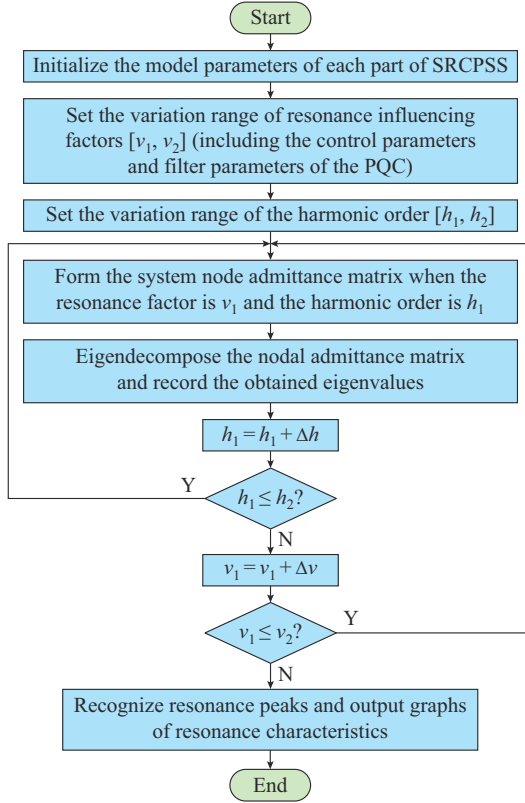 Start
Initialize the model parameters of each part of SRCPSS
Set the variation range of resonance influencing
factors [v₁, v₂] (including the control parameters
and filter parameters of the PQC)
Set the variation range of the harmonic order [h₁, h₂]
Form the system node admittance matrix when the
resonance factor is v₁ and the harmonic order is h₁
Eigendecompose the nodal admittance matrix
and record the obtained eigenvalues
h₁ = h₁ + Δh
Y
h₁ ≤ h₂?
N
v₁ = v₁ + Δv
Y
v₁ ≤ v₂?
N
Recognize resonance peaks and output graphs
of resonance characteristics
End